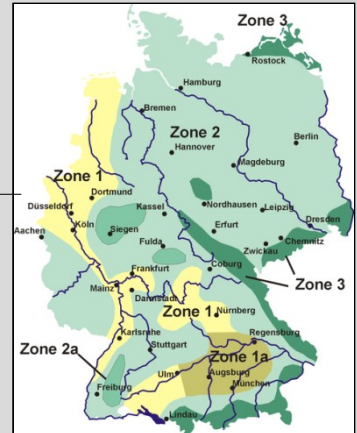 Zone 3
Rostock
Hamburg
Bremen
Zone 2
Berlin
Hannover
Magdeburg
Zone 1
Dortmund
Düsseldorf
Kassel
Nordhausen
Leipzig
Köln
Dresden
Aachen
Siegen
Erfurt
Chemnitz
Fulda
Zwickau
Frankfurt
Coburg
Zone 3
Mainz
Darmstadt
Zone 1
Nürnberg
Karlsruhe
Regensburg
Stuttgart
Zone 2a
Zone 1a
Ulm
Augsburg
Freiburg
München
Lindau